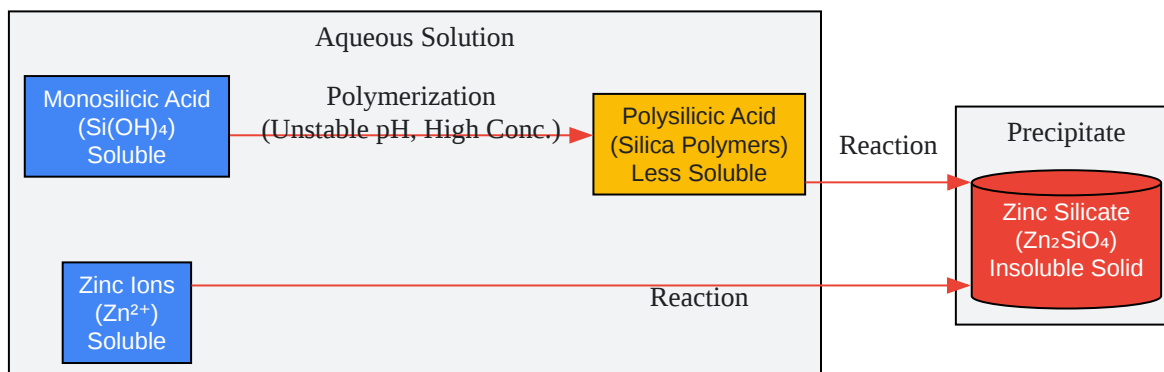 Aqueous Solution
Monosilicic Acid
(Si(OH)₄)
Soluble
Polymerization
(Unstable pH, High Conc.)
Polysilicic Acid
(Silica Polymers)
Less Soluble
Reaction
Precipitate
Zinc Silicate
(Zn₂SiO₄)
Insoluble Solid
Zinc Ions
(Zn²⁺)
Soluble
Reaction